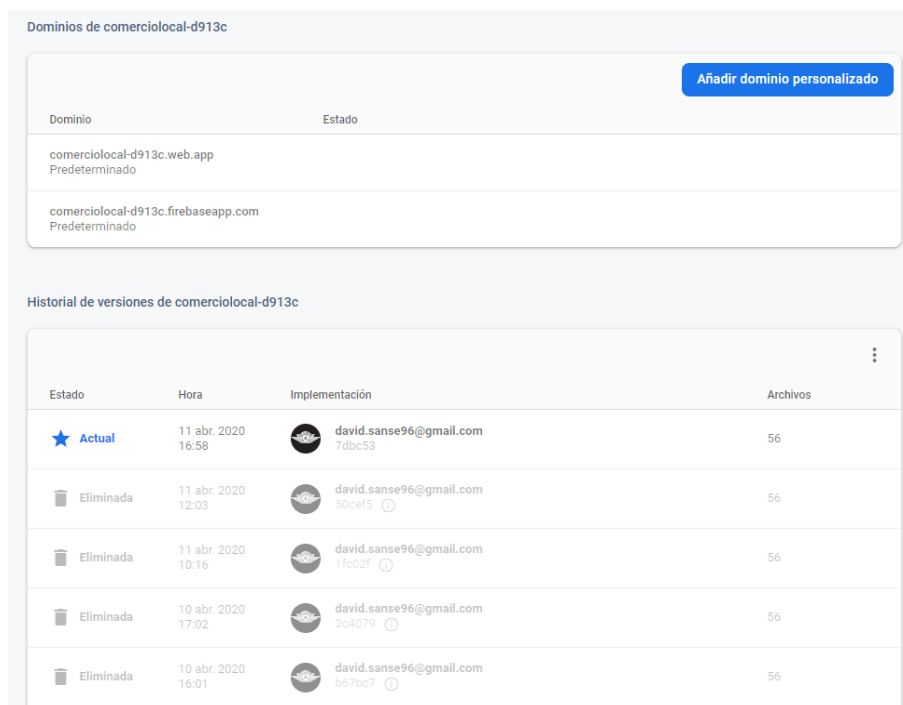 Dominios de comerciolocal-d913c
Añadir dominio personalizado
Dominio Estado
comerciolocal-d913c.web.app
Predeterminado
comerciolocal-d913c.firebaseapp.com
Predeterminado
Historial de versiones de comerciolocal-d913c
Estado Hora Implementación Archivos
Actual 11 abr. 2020 16:58 david.sanse96@gmail.com 7dbc53 56
Eliminada 11 abr. 2020 12:03 david.sanse96@gmail.com 50cef5 56
Eliminada 11 abr. 2020 10:16 david.sanse96@gmail.com 1fc02f 56
Eliminada 10 abr. 2020 17:02 david.sanse96@gmail.com 2c4079 56
Eliminada 10 abr. 2020 16:01 david.sanse96@gmail.com b67bc7 56